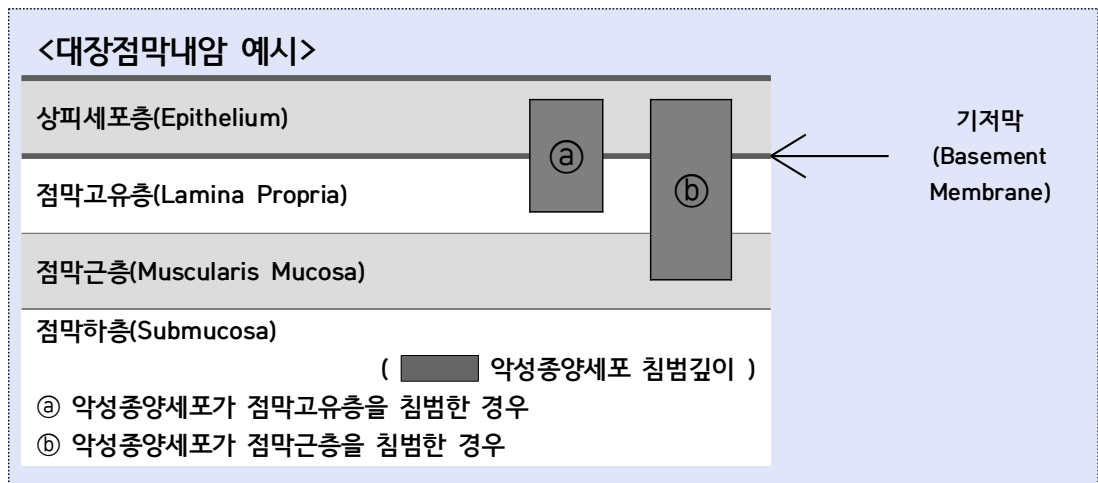 <대장점막내암 예시>
상피세포층(Epithelium)
ⓐ
기저막
(Basement
Membrane)
점막고유층(Lamina Propria)
ⓑ
점막근층(Muscularis Mucosa)
점막하층(Submucosa)
( 악성종양세포 침범깊이 )
ⓐ 악성종양세포가 점막고유층을 침범한 경우
ⓑ 악성종양세포가 점막근층을 침범한 경우